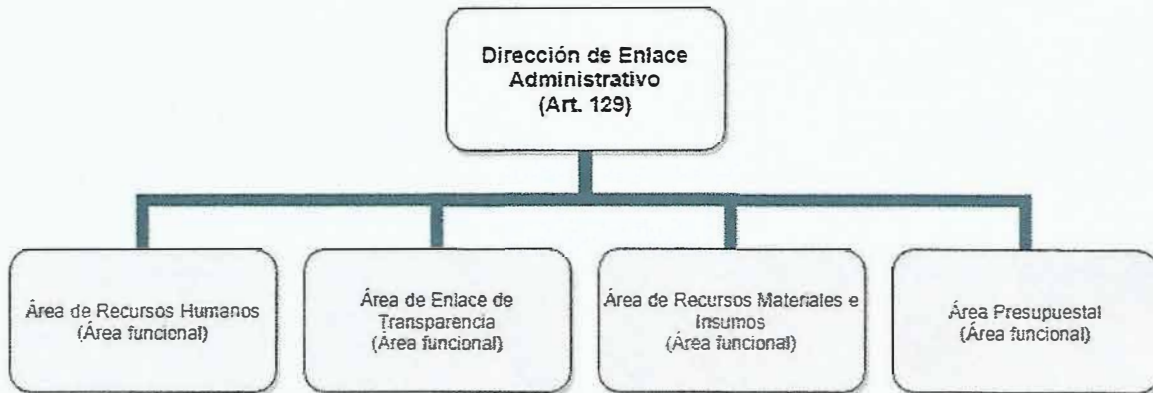 Dirección de Enlace
Administrativo
(Art. 129)
Área de Recursos Humanos
(Área funcional)
Área de Enlace de
Transparencia
(Área funcional)
Área de Recursos Materiales e
Insumos
(Área funcional)
Área Presupuestal
(Área funcional)